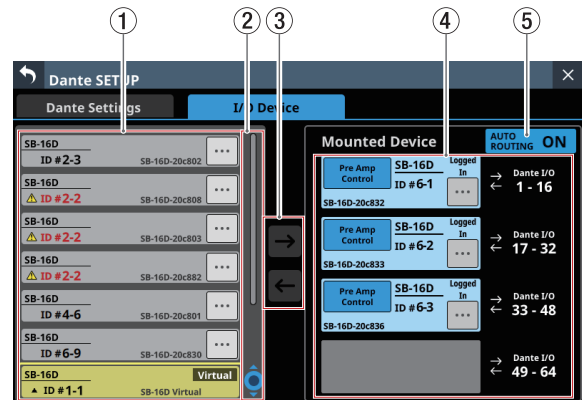 ① ② ③ ④ ⑤
Dante SETUP
Dante Settings
I/O Device
SB-16D
ID #2-3
SB-16D-20c802
SB-16D
ID #2-2
SB-16D-20c808
SB-16D
ID #2-2
SB-16D-20c803
SB-16D
ID #2-2
SB-16D-20c882
SB-16D
ID #4-6
SB-16D-20c801
SB-16D
ID #6-9
SB-16D-20c830
SB-16D
Virtual
ID #1-1
SB-16D Virtual
Mounted Device
AUTO
ROUTING
ON
Pre Amp
Control
SB-16D
ID #6-1
Logged
In
SB-16D-20c832
Dante I/O
1 - 16
Pre Amp
Control
SB-16D
ID #6-2
Logged
In
SB-16D-20c833
Dante I/O
17 - 32
Pre Amp
Control
SB-16D
ID #6-3
Logged
In
SB-16D-20c836
Dante I/O
33 - 48
Dante I/O
49 - 64